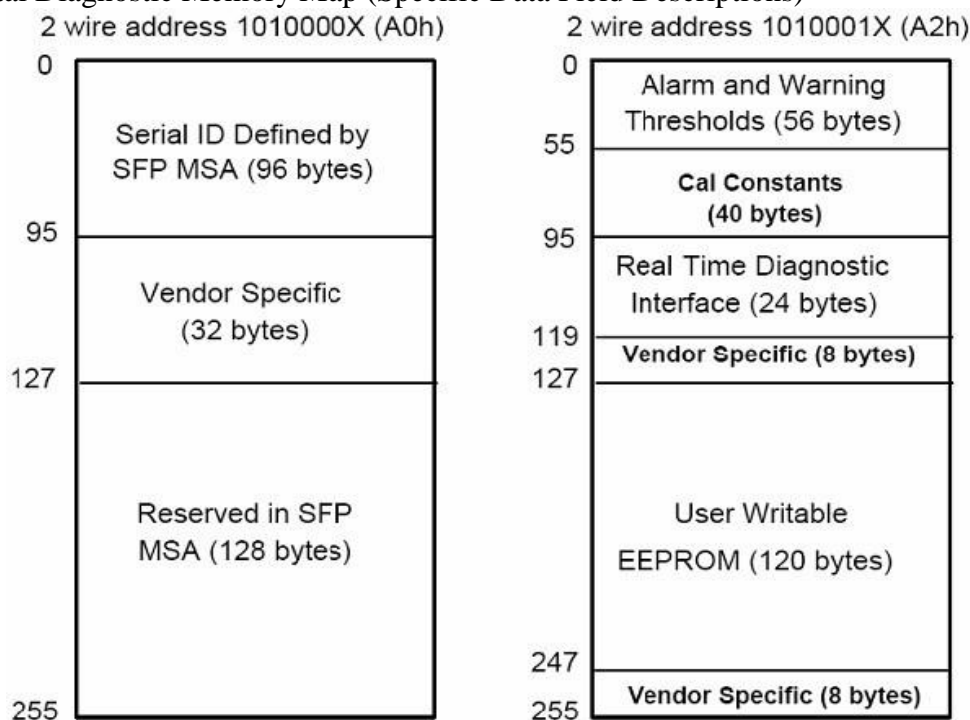 2 wire address 1010000X (A0h)
0
Serial ID Defined by
SFP MSA (96 bytes)
95
Vendor Specific
(32 bytes)
127
Reserved in SFP
MSA (128 bytes)
255
2 wire address 1010001X (A2h)
0
Alarm and Warning
Thresholds (56 bytes)
55
Cal Constants
(40 bytes)
95
Real Time Diagnostic
Interface (24 bytes)
119
Vendor Specific (8 bytes)
127
User Writable
EEPROM (120 bytes)
247
Vendor Specific (8 bytes)
255